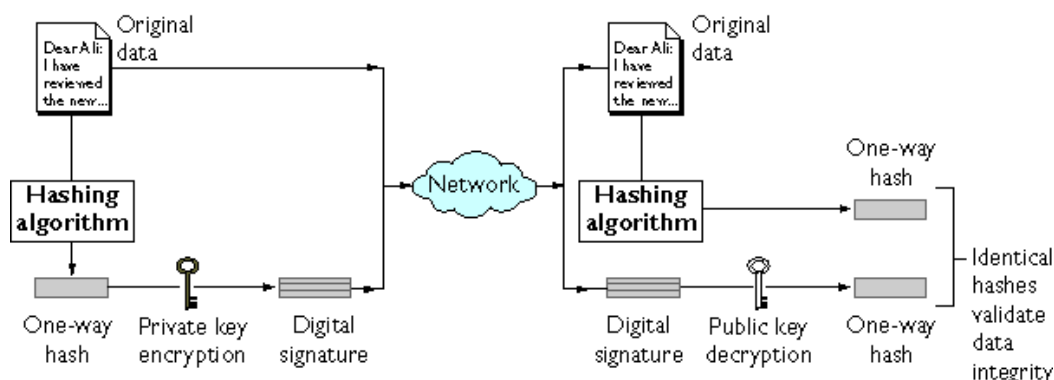 Original
data
Dear Ali:
I have
reviewed
the new...
Hashing
algorithm
One-way
hash
Private key
encryption
Digital
signature
Network
Original
data
Dear Ali:
I have
reviewed
the new...
Hashing
algorithm
One-way
hash
Digital
signature
Public key
decryption
One-way
hash
Identical
hashes
validate
data
integrity